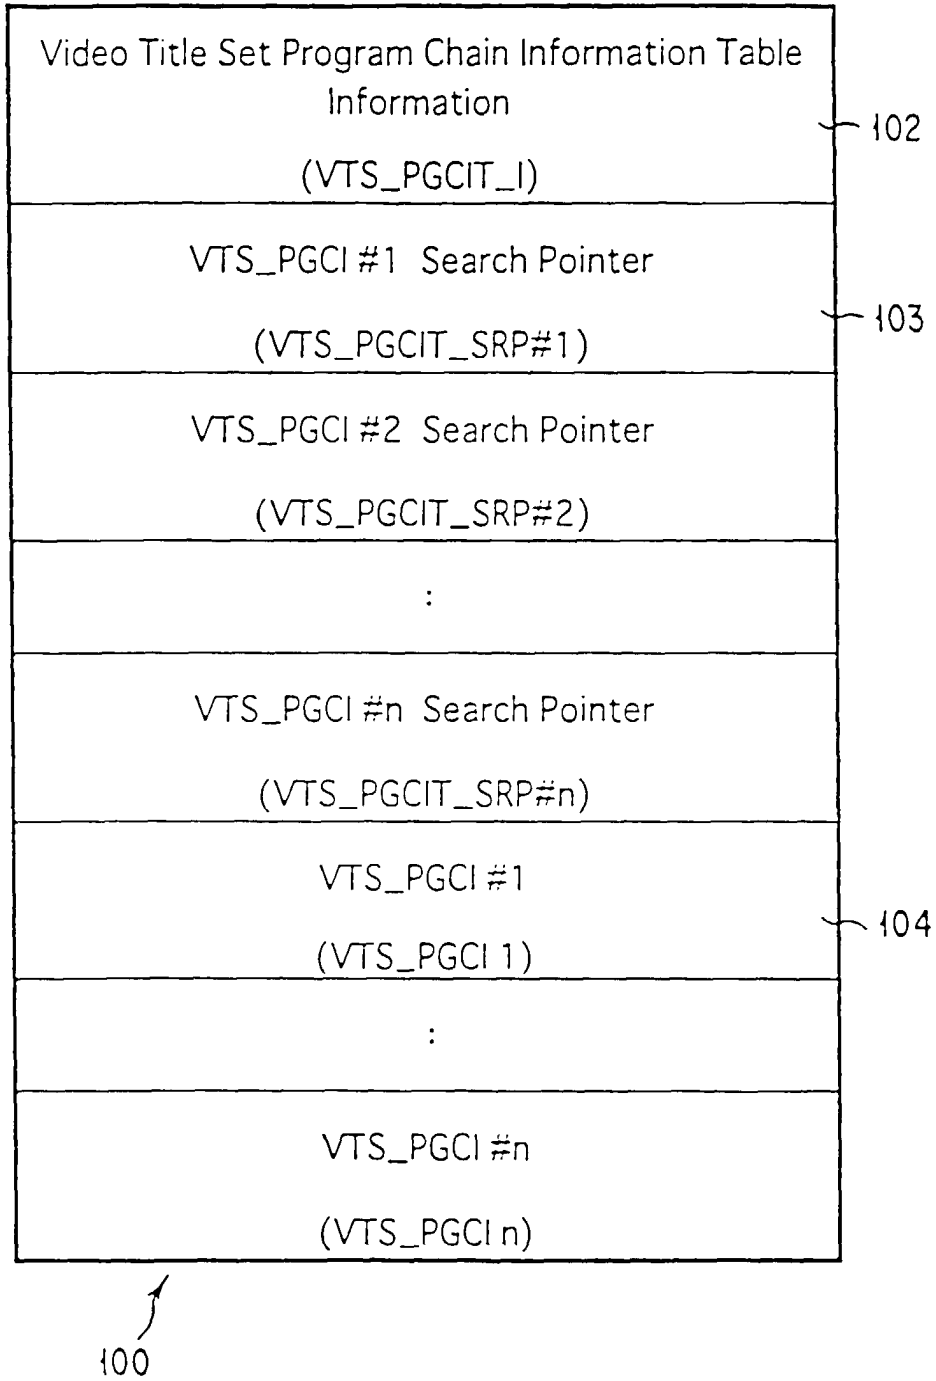 Video Title Set Program Chain Information Table
Information
(VTS_PGCIT_I)
102
VTS_PGCI #1 Search Pointer
(VTS_PGCIT_SRP#1)
103
VTS_PGCI #2 Search Pointer
(VTS_PGCIT_SRP#2)
:
VTS_PGCI #n Search Pointer
(VTS_PGCIT_SRP#n)
VTS_PGCI #1
(VTS_PGCI 1)
104
:
VTS_PGCI #n
(VTS_PGCI n)
100